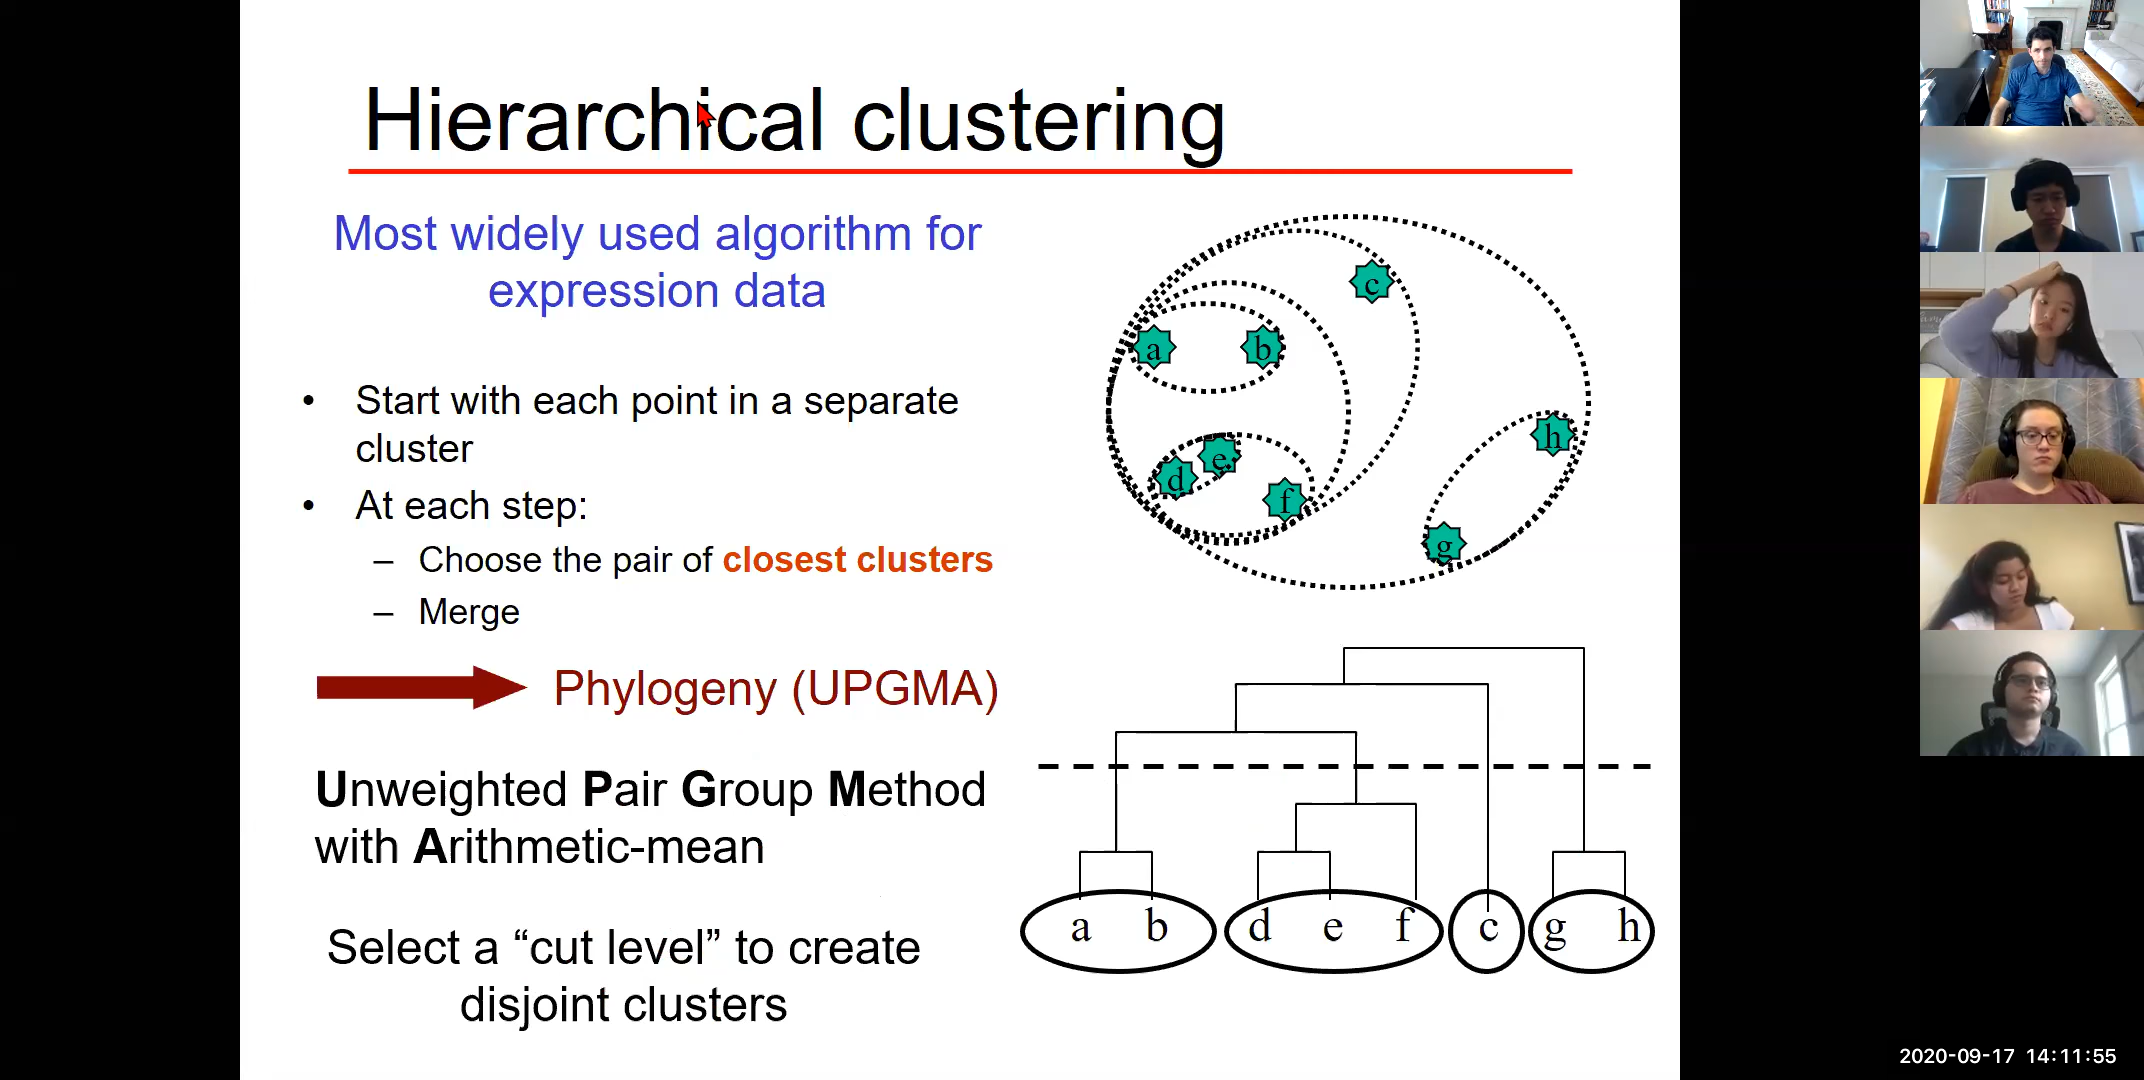 Hierarchical clustering
Most widely used algorithm for
expression data
• Start with each point in a separate
cluster
• At each step:
– Choose the pair of closest clusters
– Merge
Phylogeny (UPGMA)
Unweighted Pair Group Method
with Arithmetic-mean
Select a “cut level” to create
disjoint clusters
c
a b
h
e
d
f
g
a b d e f c g h
2020-09-17 14:11:55